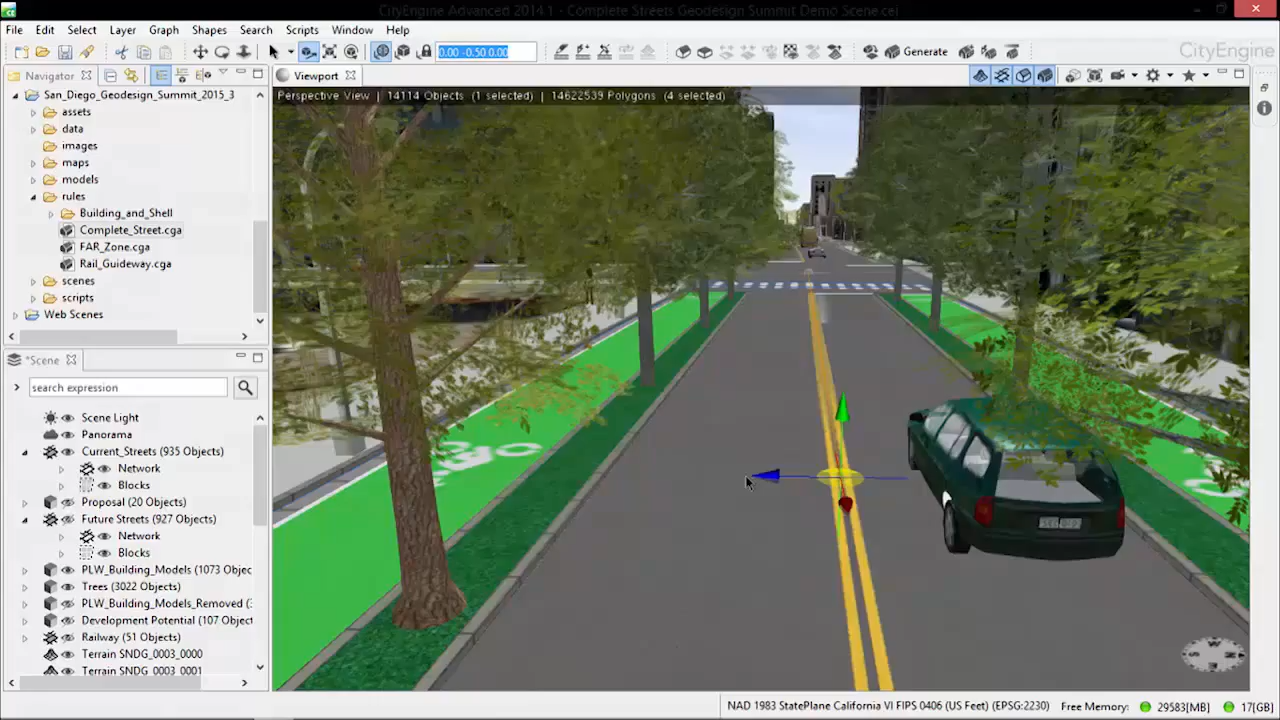 CityEngine Advanced 2014.1 - Complete Streets Geodesign Summit Demo Scene.cej
File Edit Select Layer Graph Shapes Search Scripts Window Help
0.00 -0.50 0.00
Generate
CityEngine
Navigator
Viewport
San_Diego_Geodesign_Summit_2015_3
assets
data
images
maps
models
rules
Building_and_Shell
Complete_Street.cga
FAR_Zone.cga
Rail_Guideway.cga
scenes
scripts
Web Scenes
Perspective View | 14114 Objects (1 selected) | 14622539 Polygons (4 selected)
*Scene
search expression
Scene Light
Panorama
Current_Streets (935 Objects)
Network
Blocks
Proposal (20 Objects)
Future Streets (927 Objects)
Network
Blocks
PLW_Building_Models (1073 Objec
Trees (3022 Objects)
PLW_Building_Models_Removed (
Development Potential (107 Object
Railway (51 Objects)
Terrain SNDG_0003_0000
Terrain SNDG_0003_0001
NAD 1983 StatePlane California VI FIPS 0406 (US Feet) (EPSG:2230) Free Memory: 29583[MB] 17[GB]